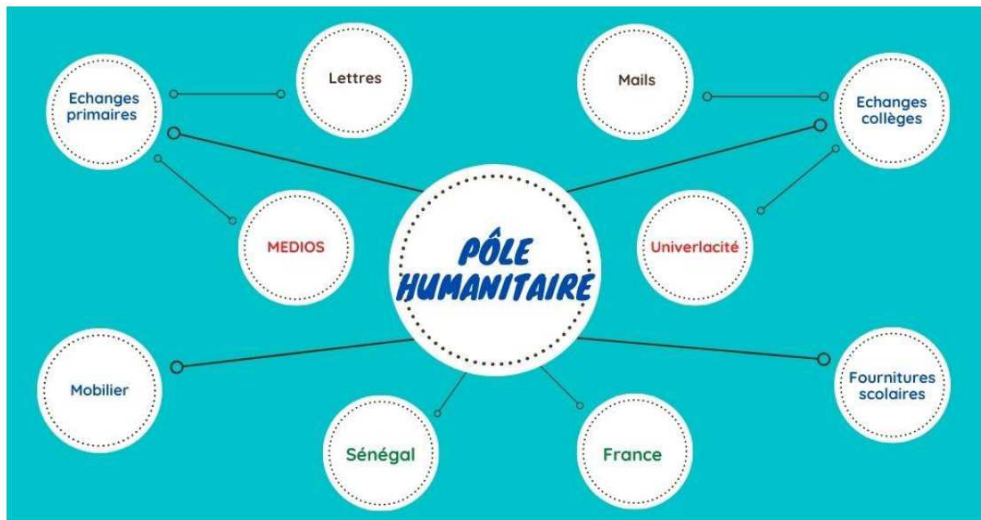 Lettres
Mails
Echanges
primaires
Echanges
collèges
MEDIOS
PÔLE
HUMANITAIRE
Univerlacité
Mobilier
Fournitures
scolaires
Sénégal
France